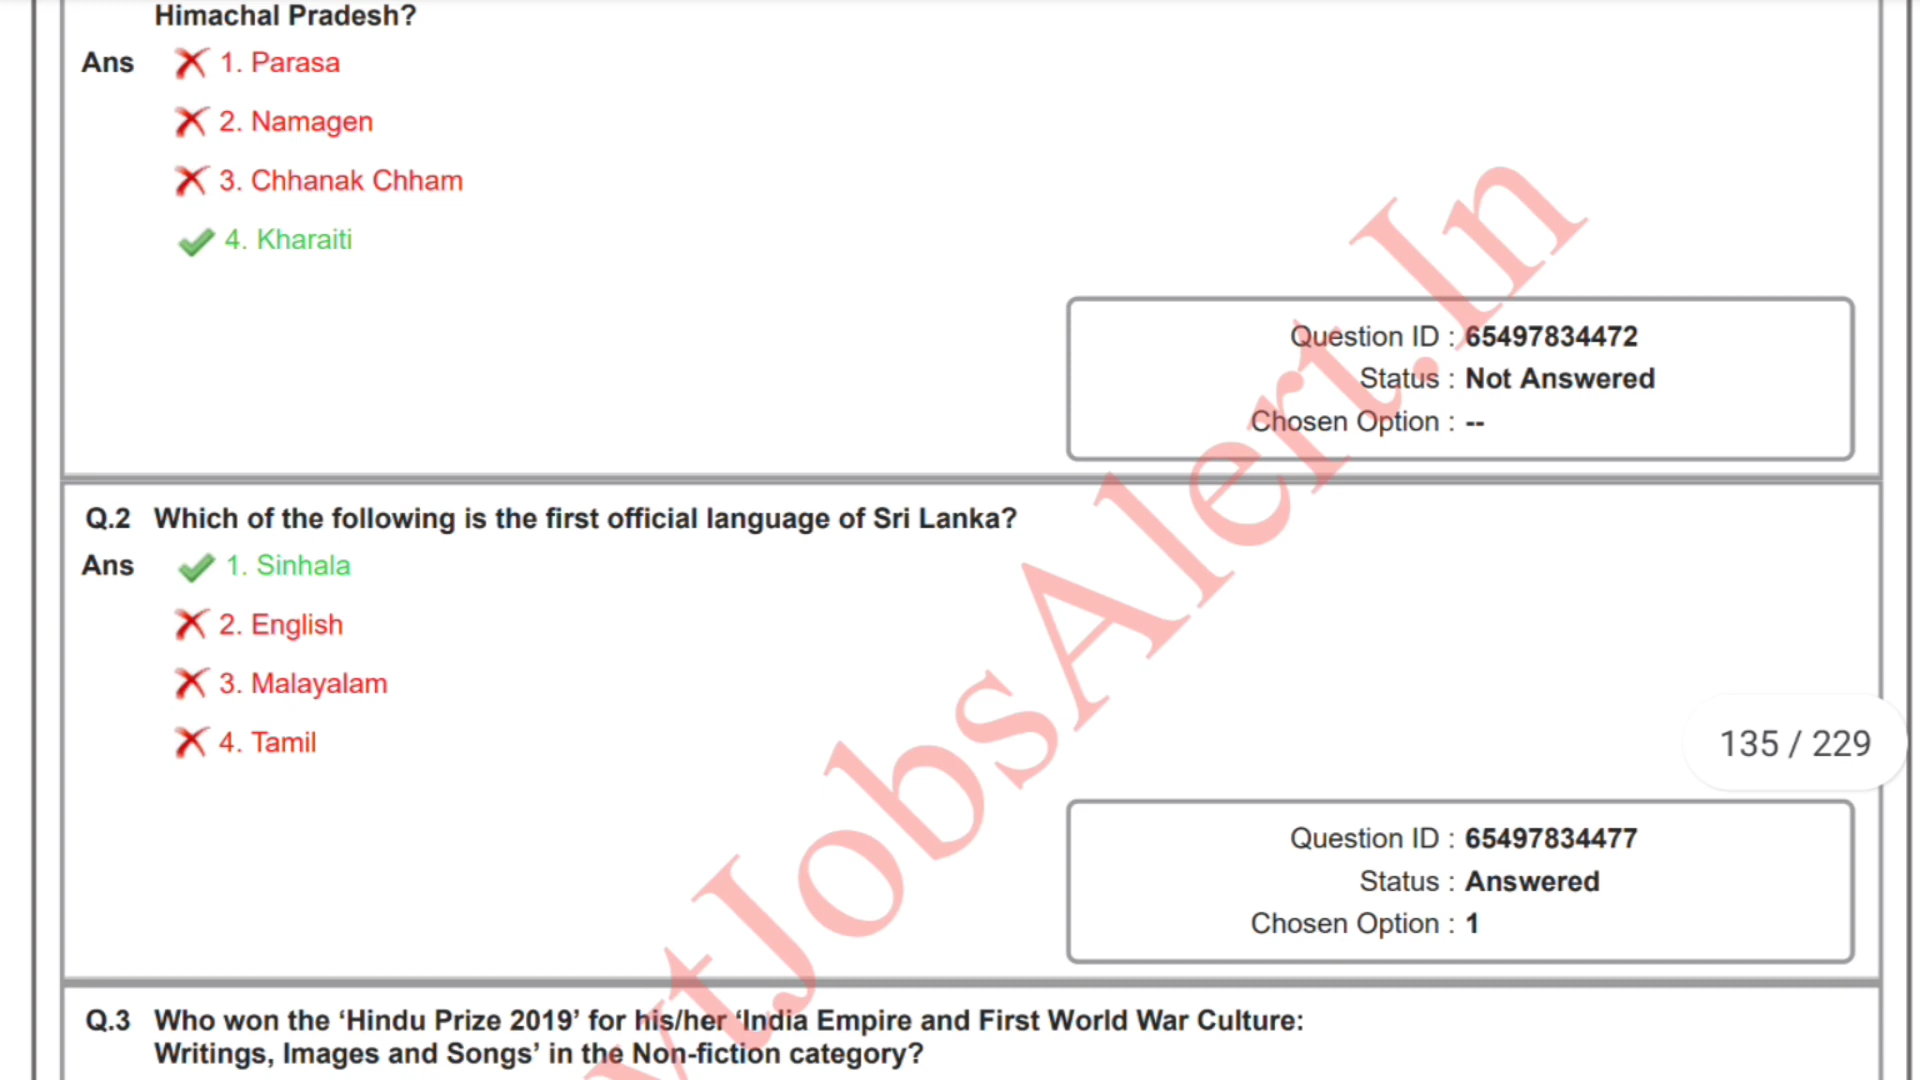 Himachal Pradesh?
Ans 1. Parasa
2. Namagen
3. Chhanak Chham
4. Kharaiti
Question ID : 65497834472
Status : Not Answered
Chosen Option : --
Q.2 Which of the following is the first official language of Sri Lanka?
Ans 1. Sinhala
2. English
3. Malayalam
4. Tamil
135 / 229
Question ID : 65497834477
Status : Answered
Chosen Option : 1
Q.3 Who won the ‘Hindu Prize 2019’ for his/her ‘India Empire and First World War Culture:
Writings, Images and Songs’ in the Non-fiction category?
vtJobsAlert.In